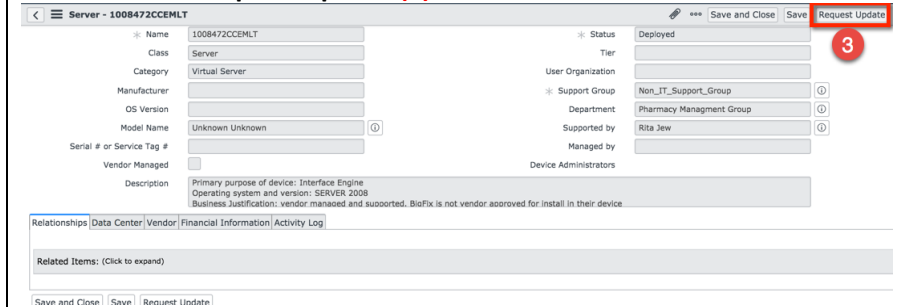 Server - 1008472CCEMLT
Save and Close Save Request Update
3
Name 1008472CCEMLT Status Deployed
Class Server Tier
Category Virtual Server User Organization
Manufacturer Support Group Non_IT_Support_Group
OS Version Department Pharmacy Managment Group
Model Name Unknown Unknown Supported by Rita Jew
Serial # or Service Tag # Managed by
Vendor Managed Device Administrators
Description Primary purpose of device: Interface Engine
Operating system and version: SERVER 2008
Business Justification: vendor managed and supported. BioFix is not vendor approved for install in their device
Relationships Data Center Vendor Financial Information Activity Log
Related Items: (Click to expand)
Save and Close Save Request Update